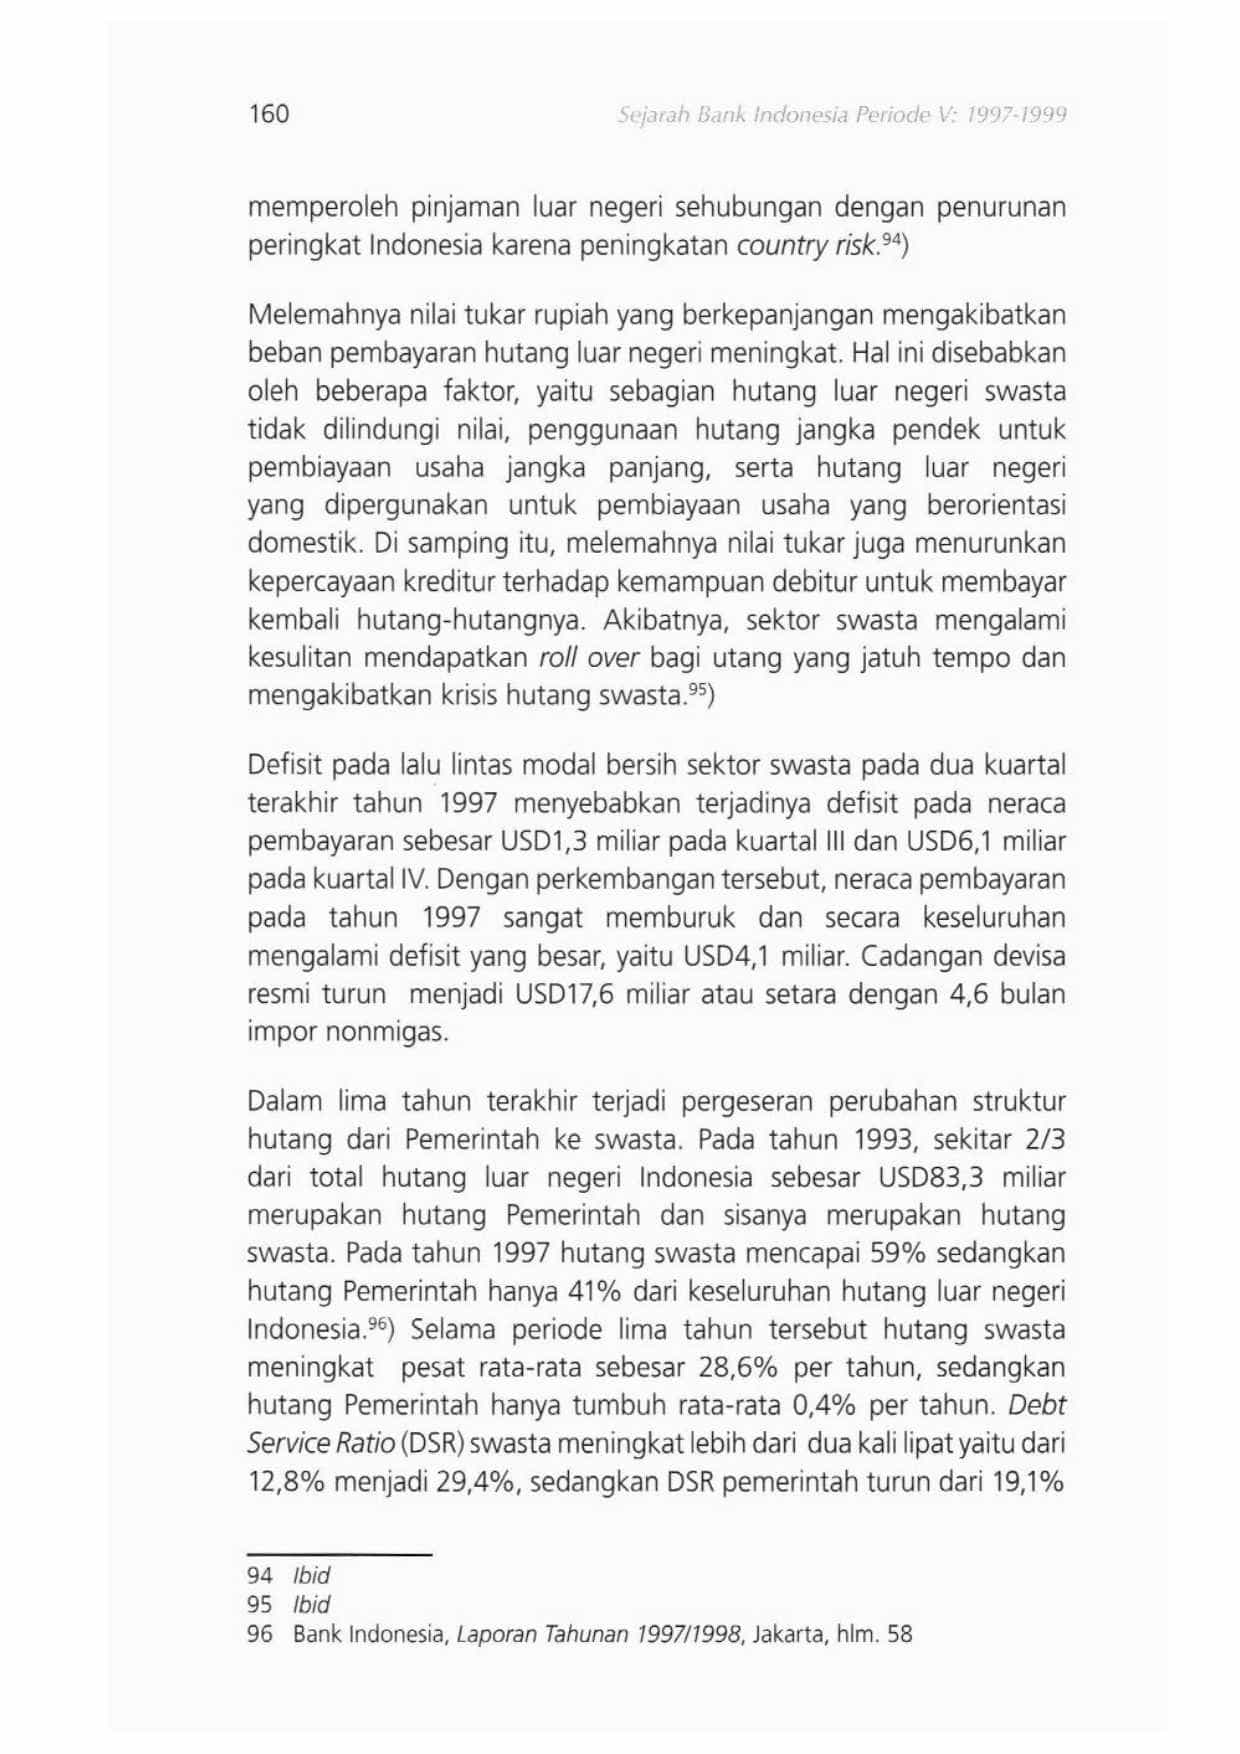 160
Sejarah Bank Indonesia Periode V: 1997-1999
memperoleh pinjaman luar negeri sehubungan dengan penurunan
peringkat Indonesia karena peningkatan country risk.94)
Melemahnya nilai tukar rupiah yang berkepanjangan mengakibatkan
beban pembayaran hutang luar negeri meningkat. Hal ini disebabkan
oleh beberapa faktor, yaitu sebagian hutang luar negeri swasta
tidak dilindungi nilai, penggunaan hutang jangka pendek untuk
pembiayaan usaha jangka panjang, serta hutang luar negeri
yang dipergunakan untuk pembiayaan usaha yang berorientasi
domestik. Di samping itu, melemahnya nilai tukar juga menurunkan
kepercayaan kreditur terhadap kemampuan debitur untuk membayar
kembali hutang-hutangnya. Akibatnya, sektor swasta mengalami
kesulitan mendapatkan roll over bagi utang yang jatuh tempo dan
mengakibatkan krisis hutang swasta.95)
Defisit pada lalu lintas modal bersih sektor swasta pada dua kuartal
terakhir tahun 1997 menyebabkan terjadinya defisit pada neraca
pembayaran sebesar USD1,3 miliar pada kuartal III dan USD6,1 miliar
pada kuartal IV. Dengan perkembangan tersebut, neraca pembayaran
pada tahun 1997 sangat memburuk dan secara keseluruhan
mengalami defisit yang besar, yaitu USD4,1 miliar. Cadangan devisa
resmi turun menjadi USD17,6 miliar atau setara dengan 4,6 bulan
impor nonmigas.
Dalam lima tahun terakhir terjadi pergeseran perubahan struktur
hutang dari Pemerintah ke swasta. Pada tahun 1993, sekitar 2/3
dari total hutang luar negeri Indonesia sebesar USD83,3 miliar
merupakan hutang Pemerintah dan sisanya merupakan hutang
swasta. Pada tahun 1997 hutang swasta mencapai 59% sedangkan
hutang Pemerintah hanya 41% dari keseluruhan hutang luar negeri
Indonesia.96) Selama periode lima tahun tersebut hutang swasta
meningkat pesat rata-rata sebesar 28,6% per tahun, sedangkan
hutang Pemerintah hanya tumbuh rata-rata 0,4% per tahun. Debt
Service Ratio (DSR) swasta meningkat lebih dari dua kali lipat yaitu dari
12,8% menjadi 29,4%, sedangkan DSR pemerintah turun dari 19,1%
94 Ibid
95 Ibid
96 Bank Indonesia, Laporan Tahunan 1997/1998, Jakarta, hlm. 58